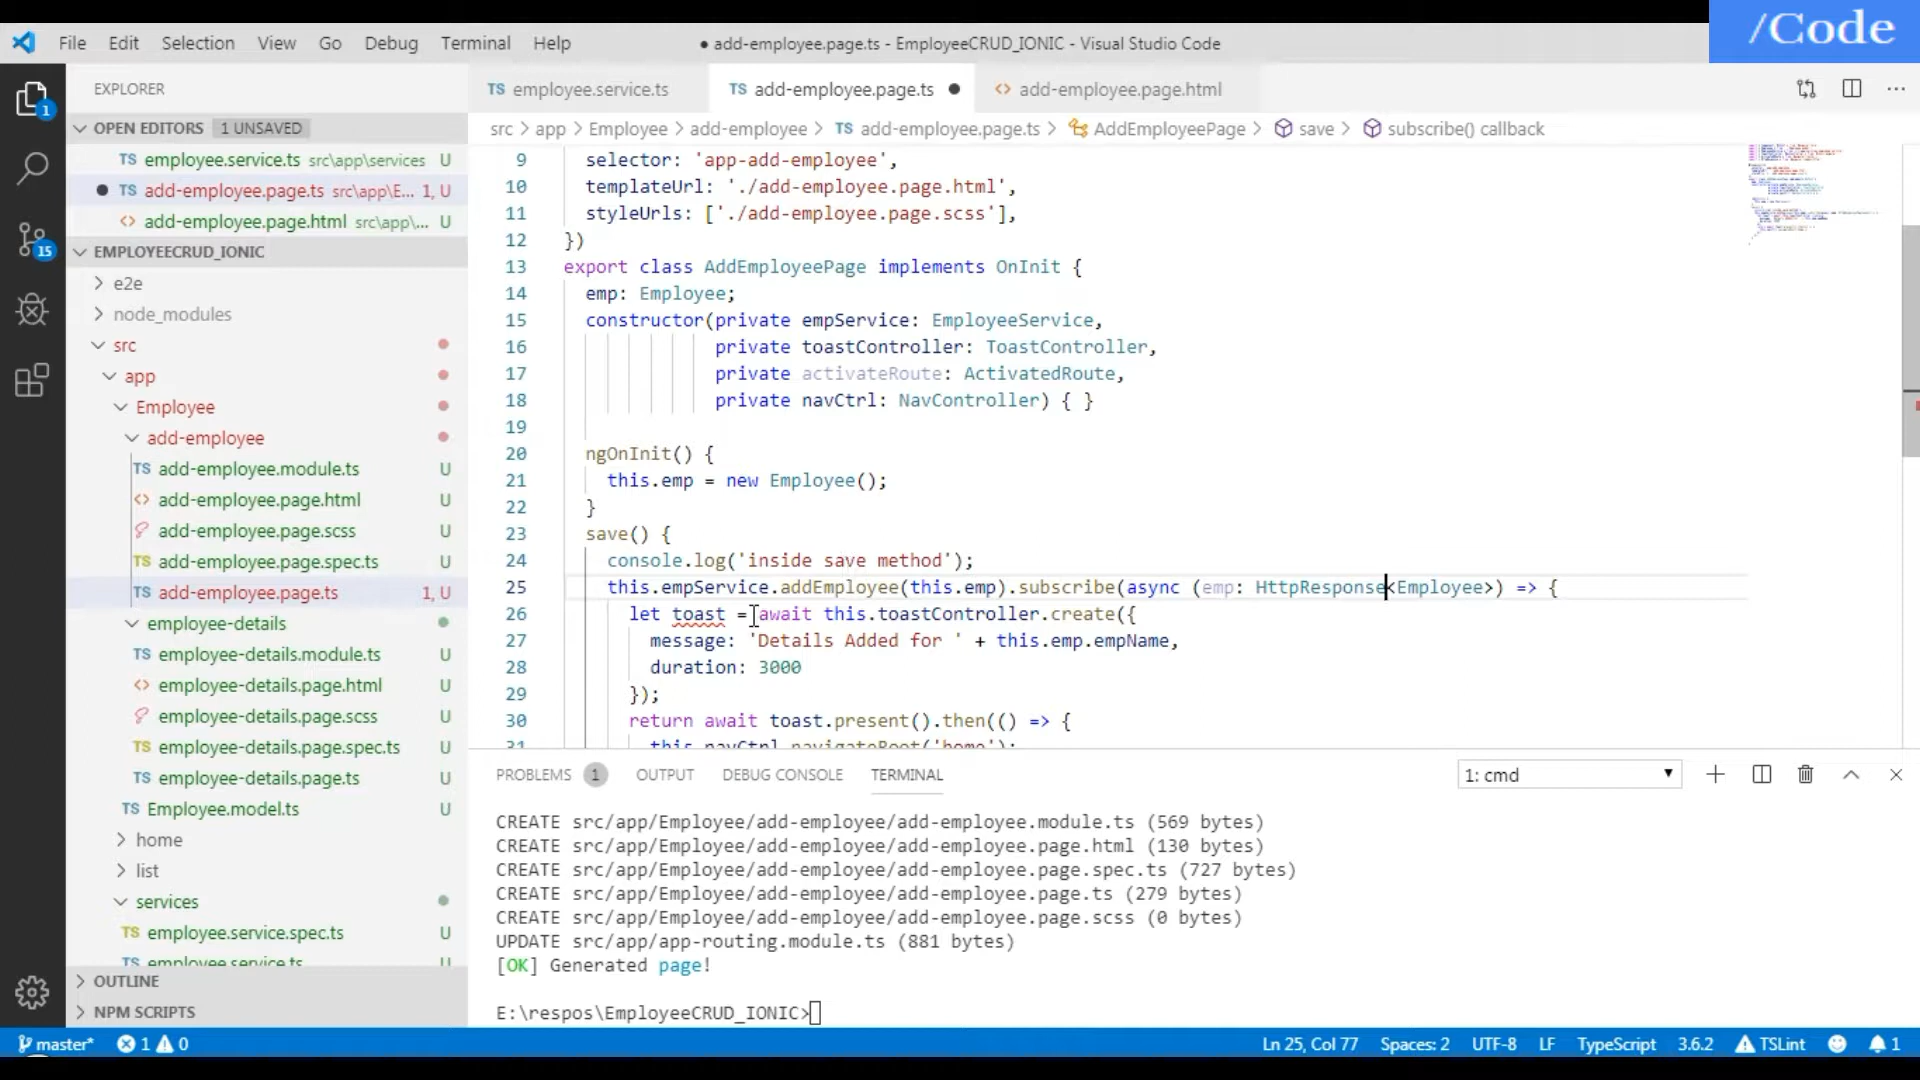 /Code
File Edit Selection View Go Debug Terminal Help
● add-employee.page.ts - EmployeeCRUD_IONIC - Visual Studio Code
EXPLORER
1
OPEN EDITORS 1 UNSAVED
TS employee.service.ts src\app\services U
● TS add-employee.page.ts src\app\E... 1, U
<> add-employee.page.html src\app\... U
15
EMPLOYEECRUD_IONIC
e2e
node_modules
src
app
Employee
add-employee
TS add-employee.module.ts U
<> add-employee.page.html U
add-employee.page.scss U
TS add-employee.page.spec.ts U
TS add-employee.page.ts 1, U
employee-details
TS employee-details.module.ts U
<> employee-details.page.html U
employee-details.page.scss U
TS employee-details.page.spec.ts U
TS employee-details.page.ts U
TS Employee.model.ts U
home
list
services
TS employee.service.spec.ts U
TS employee.service.ts U
OUTLINE
NPM SCRIPTS
TS employee.service.ts TS add-employee.page.ts ● <> add-employee.page.html
src > app > Employee > add-employee > TS add-employee.page.ts > AddEmployeePage > save > subscribe() callback
9 selector: 'app-add-employee',
10 templateUrl: './add-employee.page.html',
11 styleUrls: ['./add-employee.page.scss'],
12 })
13 export class AddEmployeePage implements OnInit {
14 emp: Employee;
15 constructor(private empService: EmployeeService,
16 private toastController: ToastController,
17 private activateRoute: ActivatedRoute,
18 private navCtrl: NavController) { }
19
20 ngOnInit() {
21 this.emp = new Employee();
22 }
23 save() {
24 console.log('inside save method');
25 this.empService.addEmployee(this.emp).subscribe(async (emp: HttpResponse<Employee>) => {
26 let toast = await this.toastController.create({
27 message: 'Details Added for ' + this.emp.empName,
28 duration: 3000
29 });
30 return await toast.present().then(() => {
31 this.navCtrl.navigateRoot('home');
PROBLEMS 1 OUTPUT DEBUG CONSOLE TERMINAL 1: cmd
CREATE src/app/Employee/add-employee/add-employee.module.ts (569 bytes)
CREATE src/app/Employee/add-employee/add-employee.page.html (130 bytes)
CREATE src/app/Employee/add-employee/add-employee.page.spec.ts (727 bytes)
CREATE src/app/Employee/add-employee/add-employee.page.ts (279 bytes)
CREATE src/app/Employee/add-employee/add-employee.page.scss (0 bytes)
UPDATE src/app/app-routing.module.ts (881 bytes)
[OK] Generated page!
E:\respos\EmployeeCRUD_IONIC>
master* 1 0 Ln 25, Col 77 Spaces: 2 UTF-8 LF TypeScript 3.6.2 TSLint 1